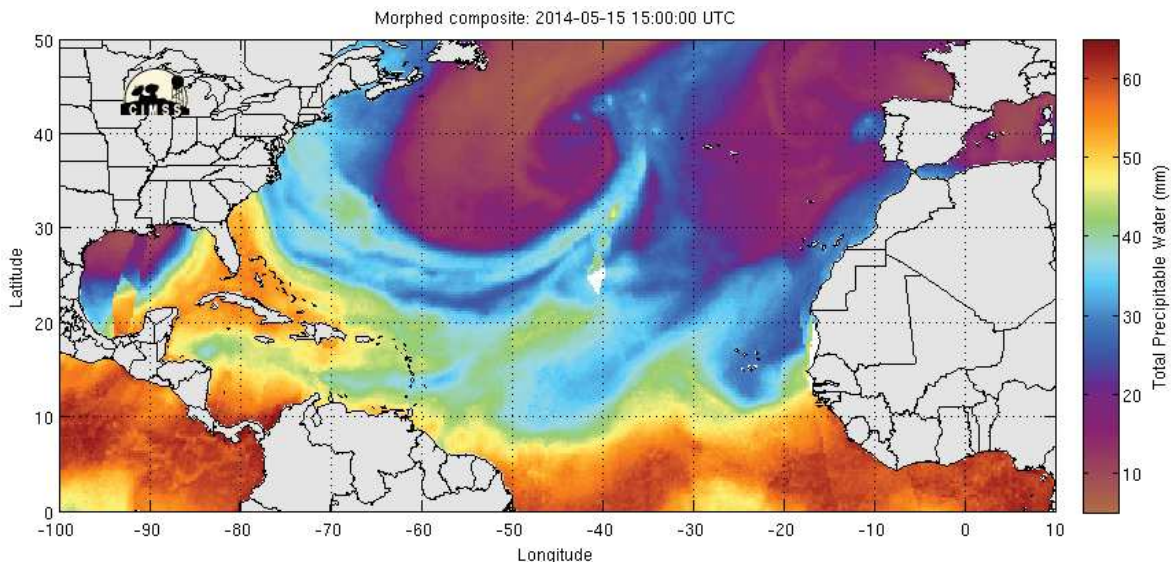 Morphed composite: 2014-05-15 15:00:00 UTC
CIMSS
50
40
30
20
10
0
Latitude
-100 -90 -80 -70 -60 -50 -40 -30 -20 -10 0 10
Longitude
60
50
40
30
20
10
Total Precipitable Water (mm)